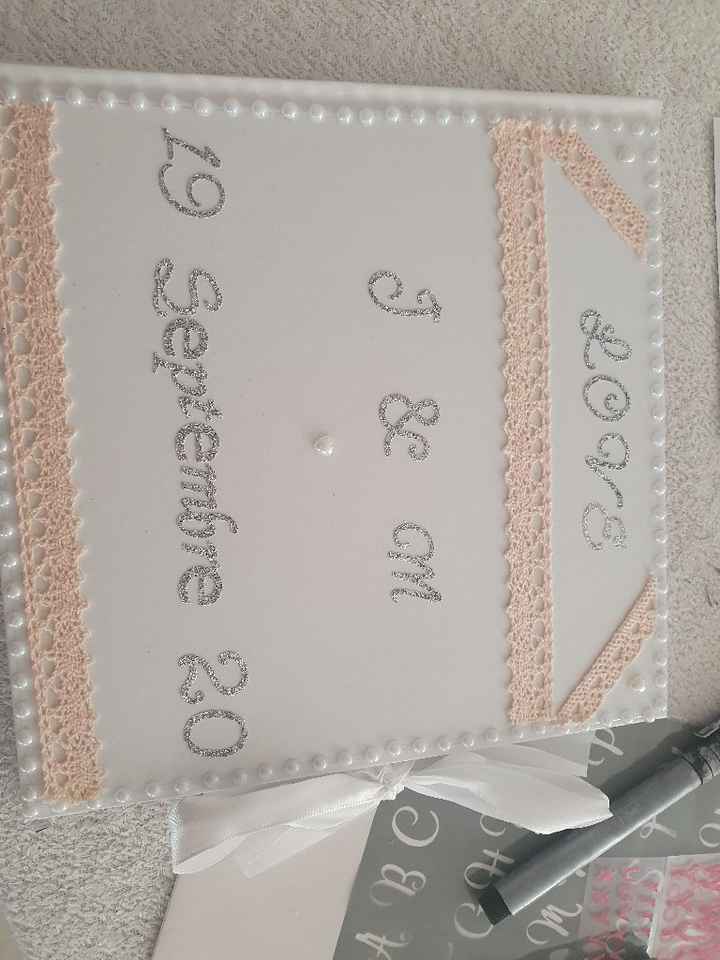 LOVE
J & M
19 Septembre 20
A B C
G H
M